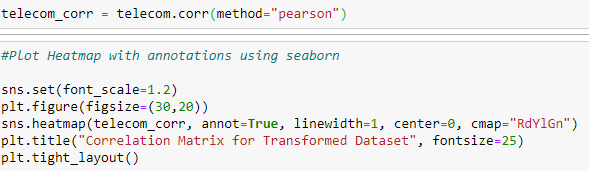 telecom_corr = telecom.corr(method="pearson")
#Plot Heatmap with annotations using seaborn
sns.set(font_scale=1.2)
plt.figure(figsize=(30,20))
sns.heatmap(telecom_corr, annot=True, linewidth=1, center=0, cmap="RdYlGn")
plt.title("Correlation Matrix for Transformed Dataset", fontsize=25)
plt.tight_layout()